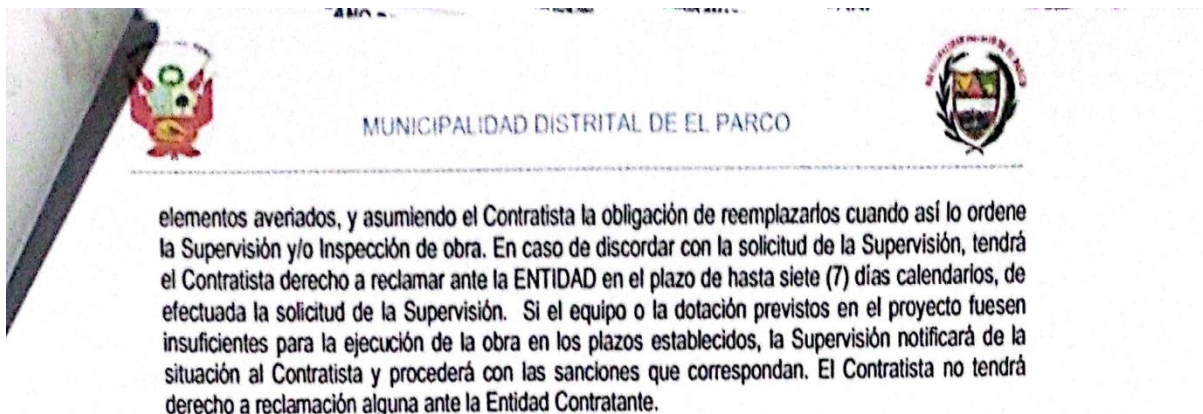 MUNICIPALIDAD DISTRITAL DE EL PARCO
elementos averiados, y asumiendo el Contratista la obligación de reemplazarlos cuando así lo ordene
la Supervisión y/o Inspección de obra. En caso de discordar con la solicitud de la Supervisión, tendrá
el Contratista derecho a reclamar ante la ENTIDAD en el plazo de hasta siete (7) días calendarios, de
efectuada la solicitud de la Supervisión. Si el equipo o la dotación previstos en el proyecto fuesen
insuficientes para la ejecución de la obra en los plazos establecidos, la Supervisión notificará de la
situación al Contratista y procederá con las sanciones que correspondan. El Contratista no tendrá
derecho a reclamación alguna ante la Entidad Contratante.